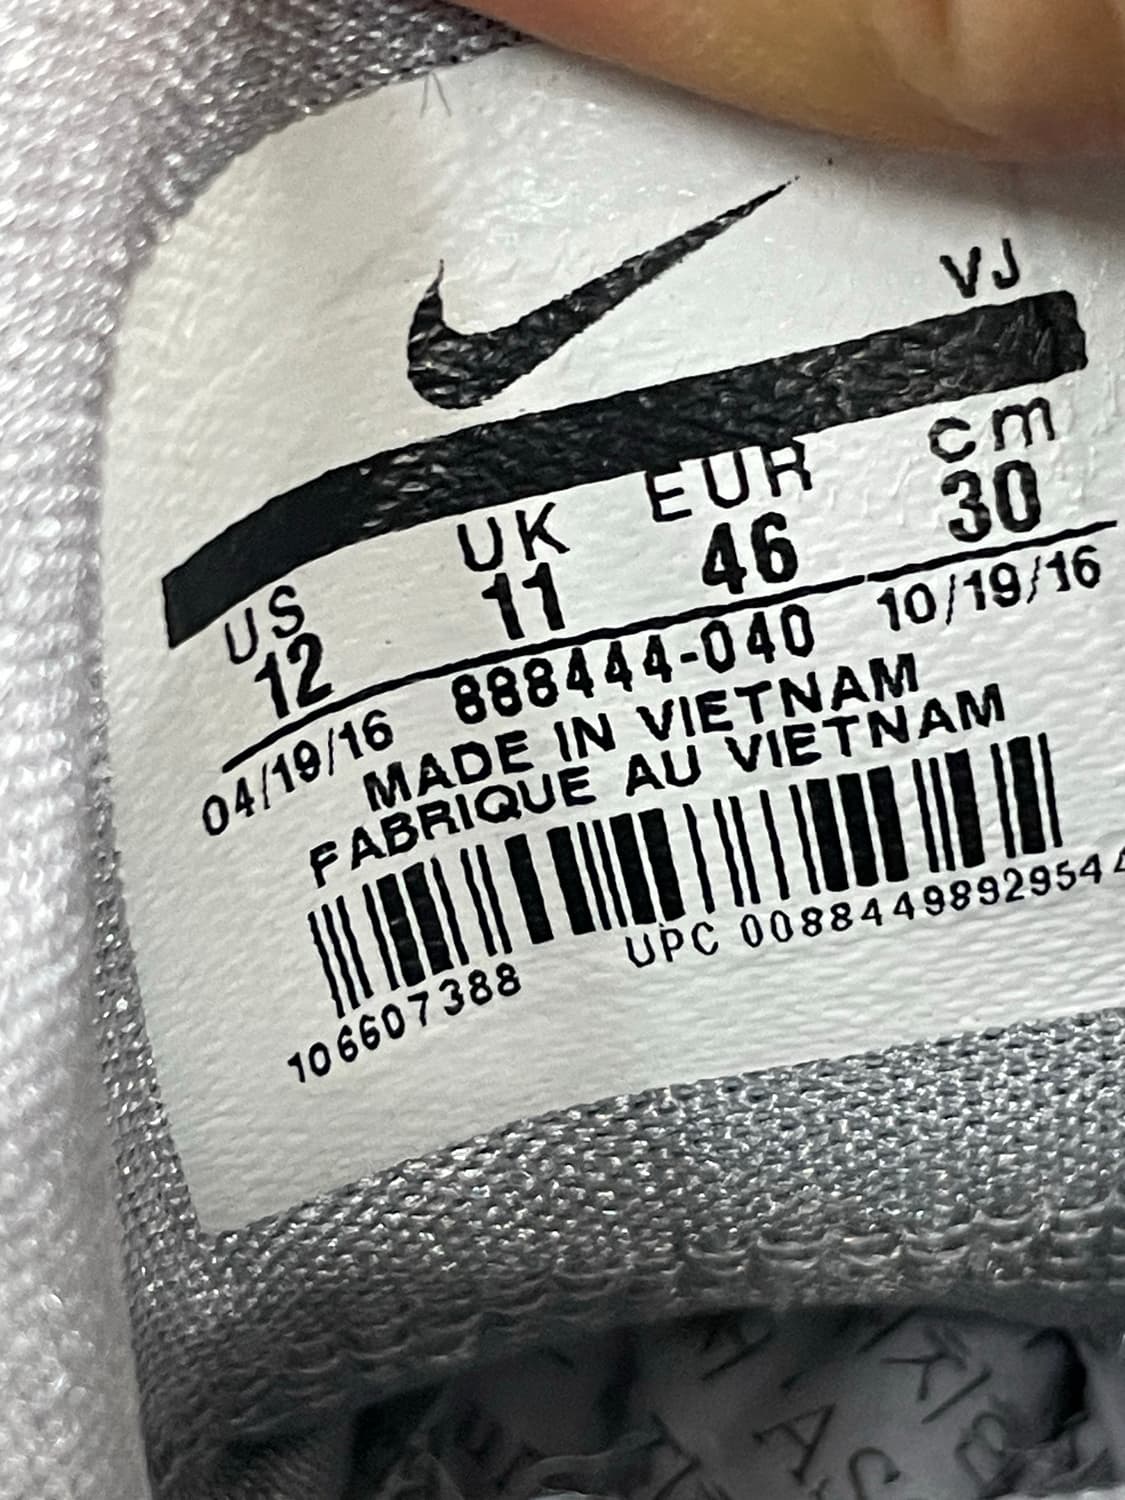 VJ
US UK EUR cm
12 11 46 30
04/19/16 888444-040 10/19/16
MADE IN VIETNAM
FABRIQUE AU VIETNAM
106607388 UPC 00884498929544